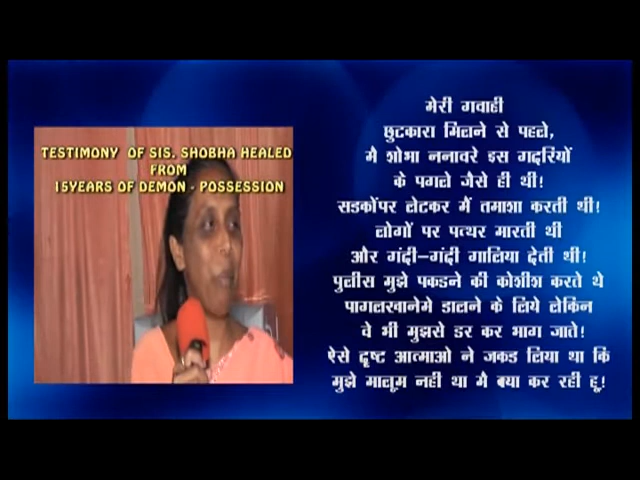 TESTIMONY OF SIS. SHOBHA HEALED
FROM
15YEARS OF DEMON - POSSESSION
मेरी गवाही
छुटकारा मिलने से पहले,
मै शोभा ननावरे इस गदरियों
के पगले जैसे ही थी!
सडकोंपर लेटकर मैं तमाशा करती थी!
लोगों पर पत्थर मारती थी
और गंदी-गंदी गालिया देती थी!
पुलीस मुझे पकडने की कोशीश करते थे
पागलखानेमे डालने के लिये लेकिन
वे भी मुझसे डर कर भाग जाते!
ऐसे दृष्ट आत्माओ ने जकड लिया था कि
मुझे मालूम नही था मै क्या कर रही हू!